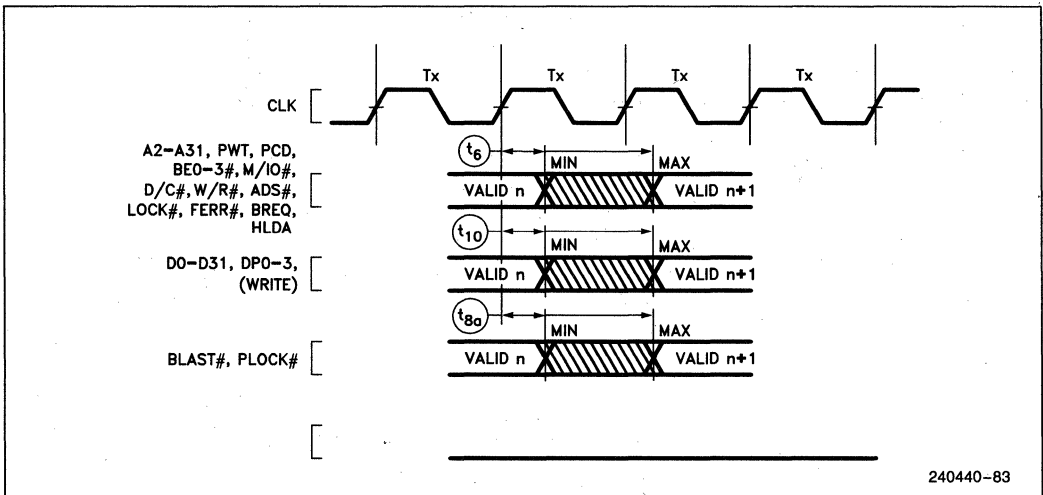 Tx Tx Tx Tx
CLK
A2-A31, PWT, PCD,
BE0-3#, M/IO#,
D/C#, W/R#, ADS#,
LOCK#, FERR#, BREQ,
HLDA
t6
MIN MAX
VALID n VALID n+1
D0-D31, DP0-3,
(WRITE)
t10
MIN MAX
VALID n VALID n+1
BLAST#, PLOCK#
t8a
MIN MAX
VALID n VALID n+1
240440-83